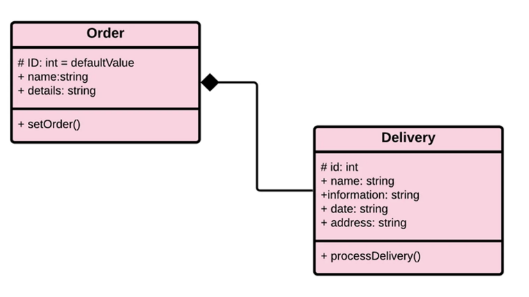 Order
# ID: int = defaultValue
+ name:string
+ details: string
+ setOrder()
Delivery
# id: int
+ name: string
+information: string
+ date: string
+ address: string
+ processDelivery()